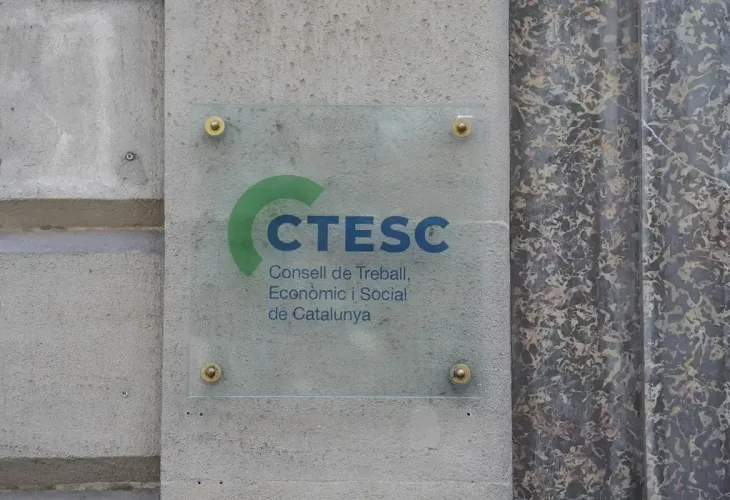 CTESC
Consell de Treball,
Econòmic i Social
de Catalunya